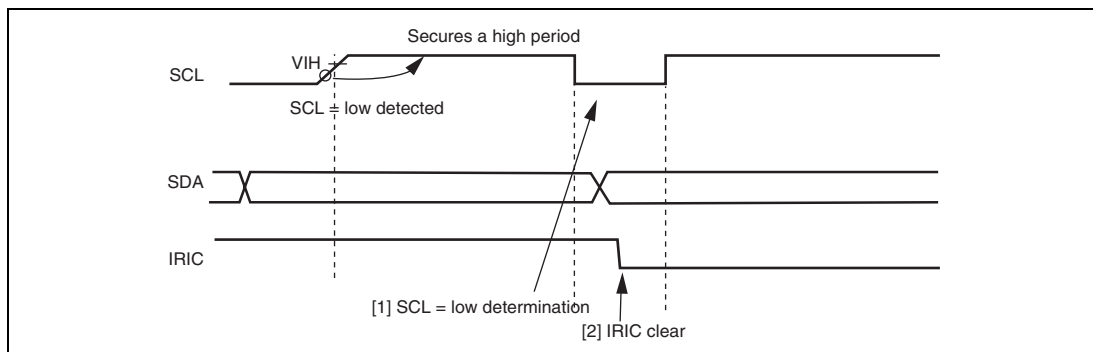 Secures a high period
VIH
SCL
SCL = low detected
SDA
IRIC
[1] SCL = low determination
[2] IRIC clear